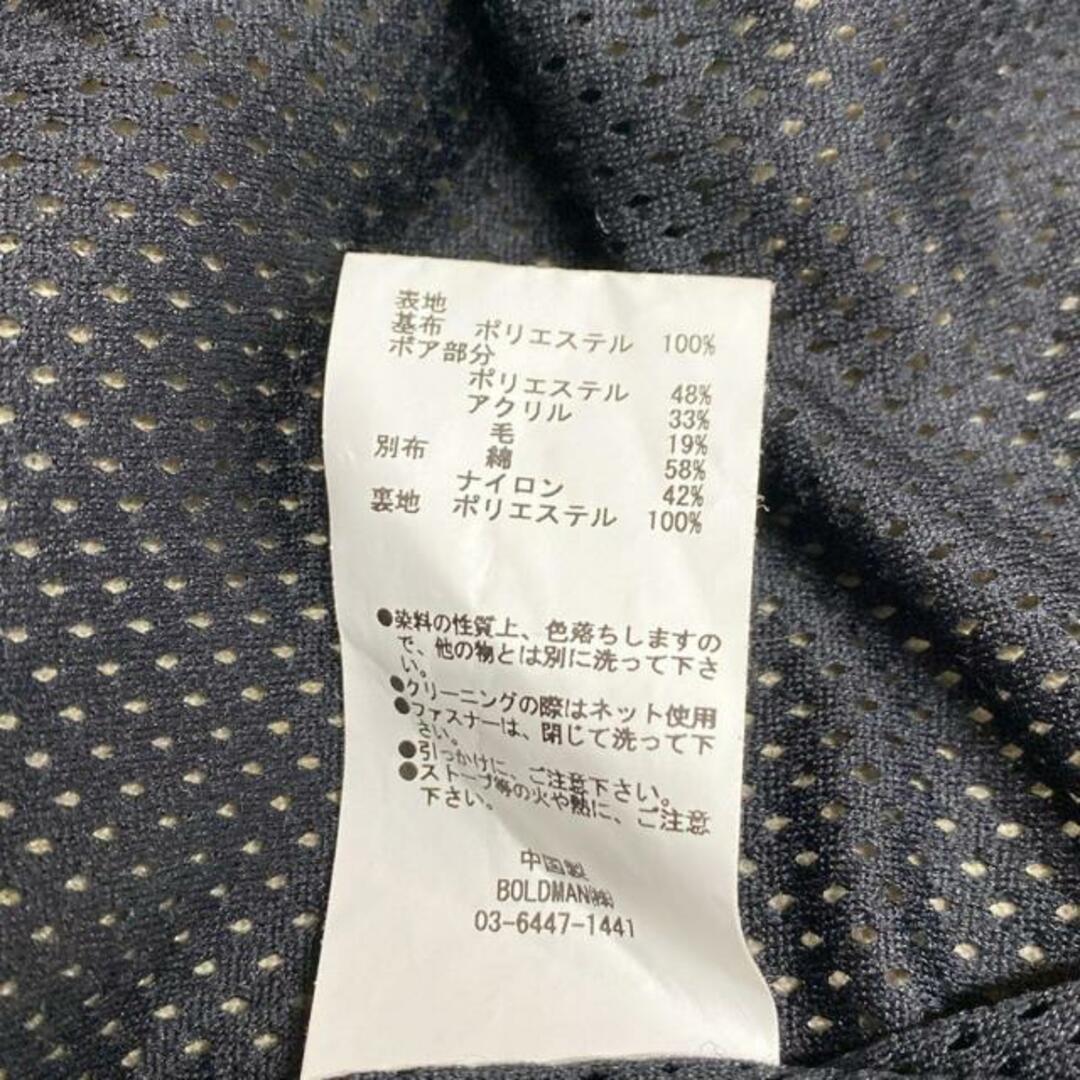 表地
基布 ポリエステル 100%
ボア部分
ポリエステル 48%
アクリル 33%
毛 19%
別布 綿 58%
ナイロン 42%
裏地 ポリエステル 100%
●染料の性質上、色落ちしますの
で、他の物とは別に洗って下さ
い。
●クリーニングの際はネット使用
●ファスナーは、閉じて洗って下
さい。
●引っかけに、ご注意下さい。
●ストーブ等の火や熱に、ご注意
下さい。
中国製
BOLDMAN㈱
03-6447-1441